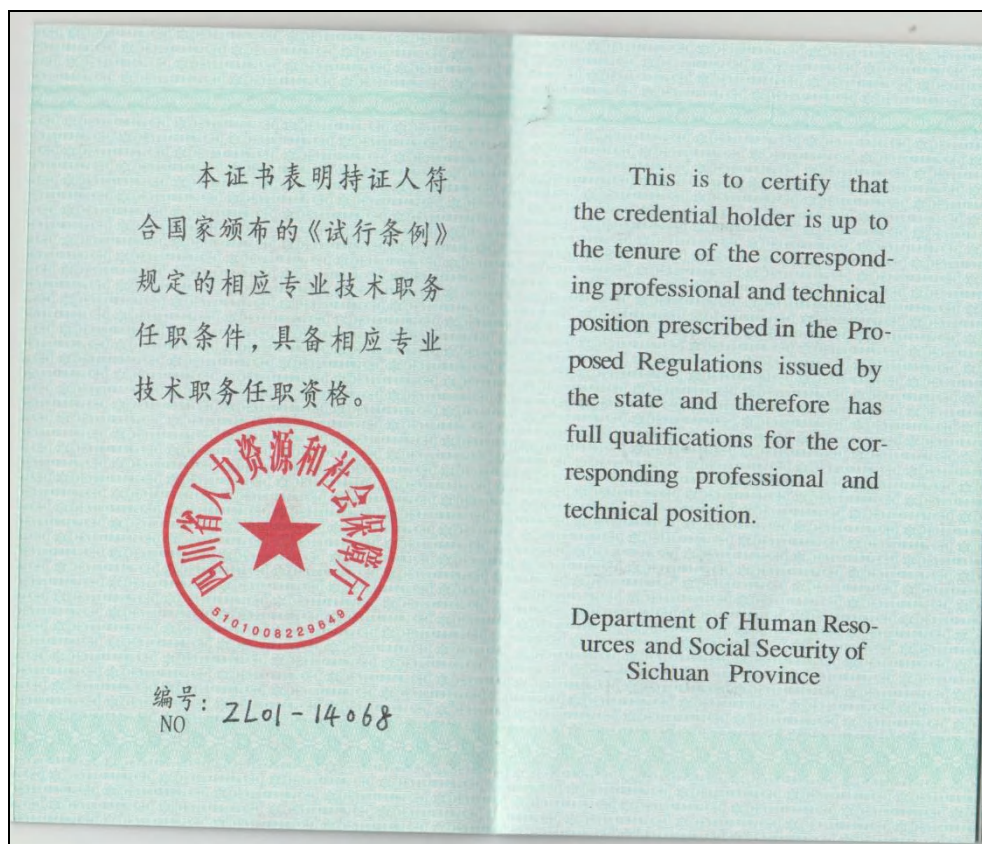 本证书表明持证人符
合国家颁布的《试行条例》
规定的相应专业技术职务
任职条件，具备相应专业
技术职务任职资格。
四川省人力资源和社会保障厅
5101008229649
编号：
NO
ZL01-14068
This is to certify that
the credential holder is up to
the tenure of the correspond-
ing professional and technical
position prescribed in the Pro-
posed Regulations issued by
the state and therefore has
full qualifications for the cor-
responding professional and
technical position.
Department of Human Reso-
urces and Social Security of
Sichuan Province